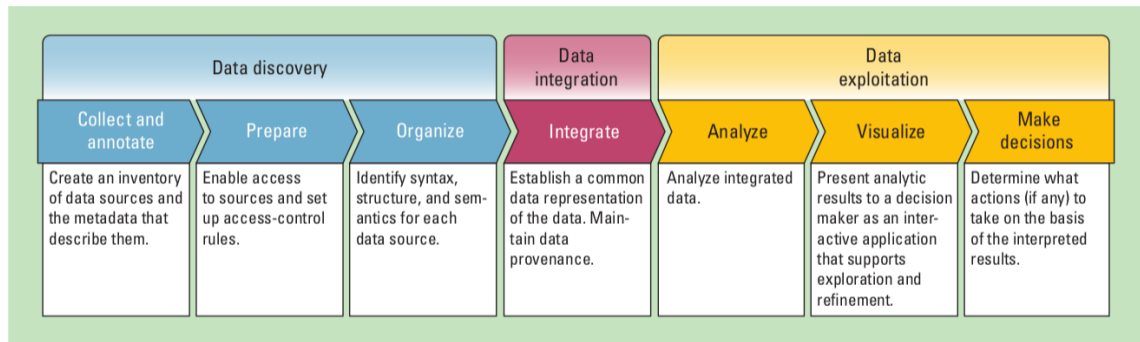 Data discovery
Data
integration
Data
exploitation
Collect and
annotate
Prepare
Organize
Integrate
Analyze
Visualize
Make
decisions
Create an inventory
of data sources and
the metadata that
describe them.
Enable access
to sources and set
up access-control
rules.
Identify syntax,
structure, and sem-
antics for each
data source.
Establish a common
data representation
of the data. Main-
tain data
provenance.
Analyze integrated
data.
Present analytic
results to a decision
maker as an inter-
active application
that supports
exploration and
refinement.
Determine what
actions (if any) to
take on the basis
of the interpreted
results.